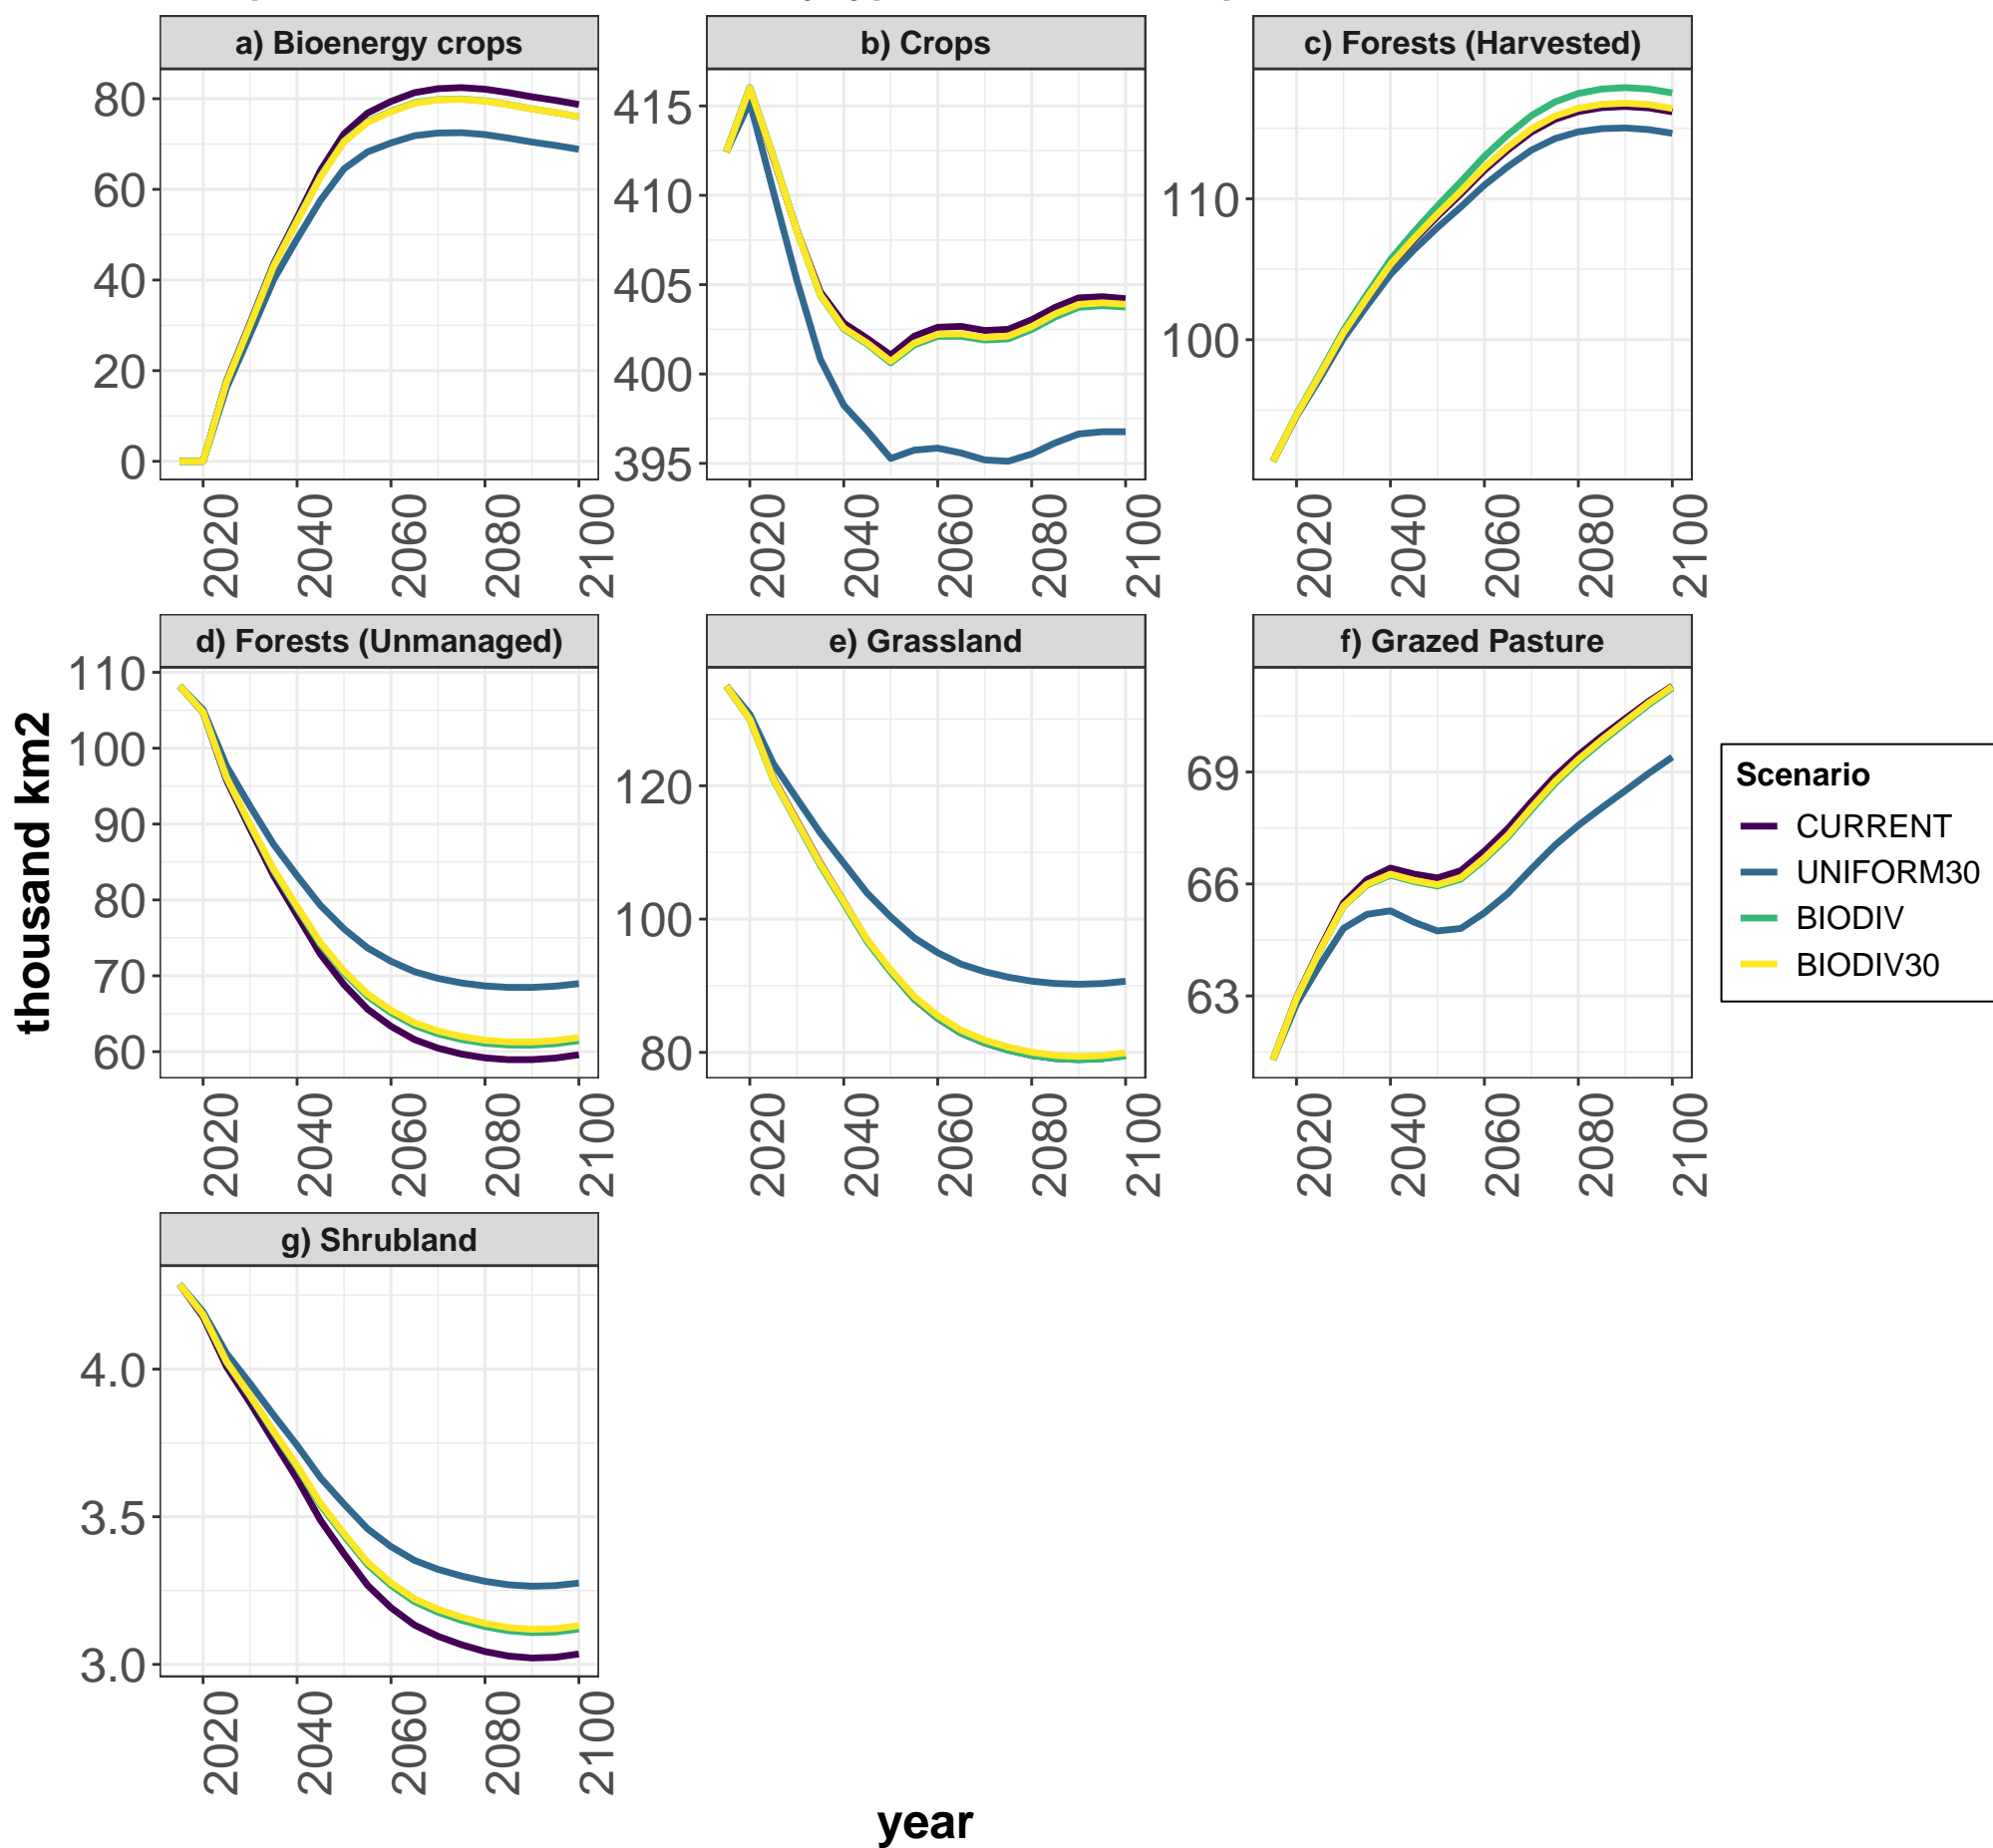 a) Bioenergy crops
80
60
40
20
0
2020 2040 2060 2080 2100
b) Crops
415
410
405
400
395
2020 2040 2060 2080 2100
c) Forests (Harvested)
110
100
2020 2040 2060 2080 2100
d) Forests (Unmanaged)
110
100
90
80
70
60
2020 2040 2060 2080 2100
e) Grassland
120
100
80
2020 2040 2060 2080 2100
f) Grazed Pasture
69
66
63
2020 2040 2060 2080 2100
g) Shrubland
4.0
3.5
3.0
2020 2040 2060 2080 2100
thousand km2
year
Scenario
CURRENT
UNIFORM30
BIODIV
BIODIV30